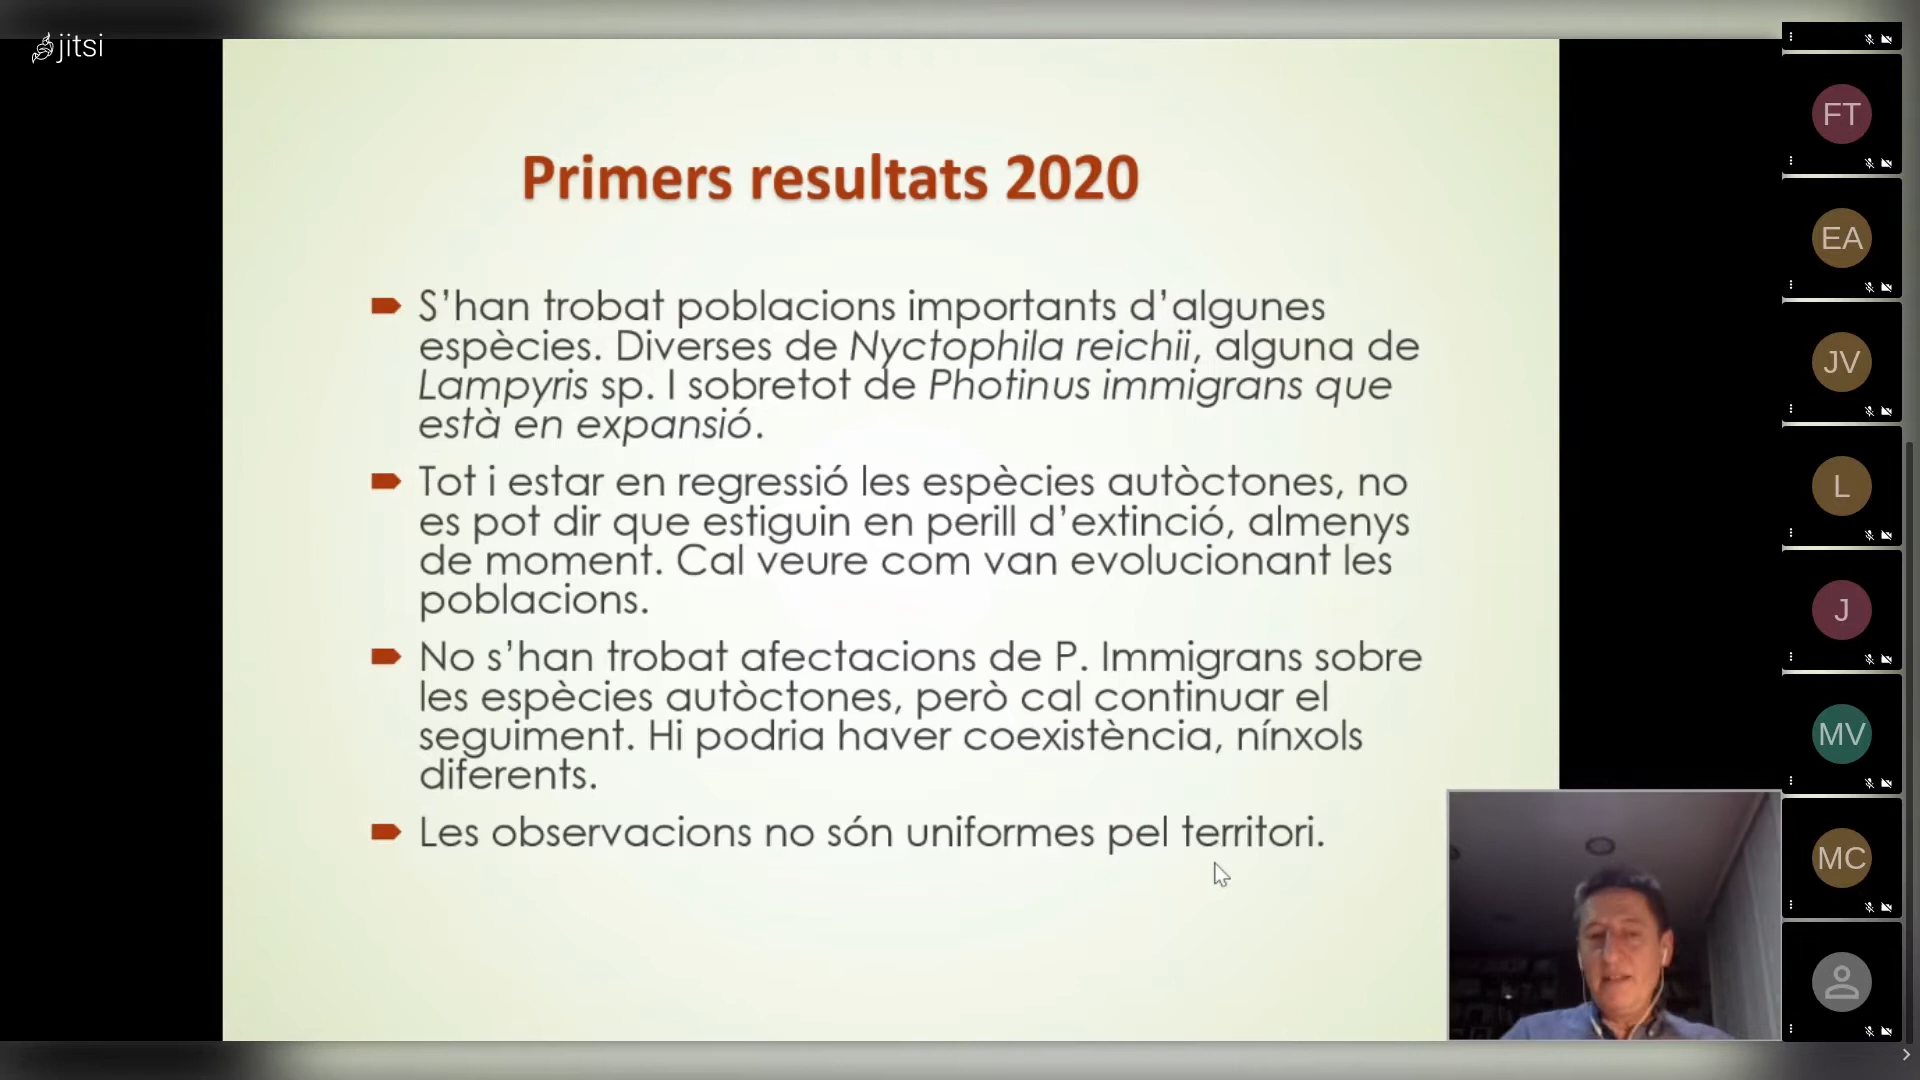 jitsi
Primers resultats 2020
S’han trobat poblacions importants d’algunes
espècies. Diverses de Nyctophila reichii, alguna de
Lampyris sp. I sobretot de Photinus immigrans que
està en expansió.
Tot i estar en regressió les espècies autòctones, no
es pot dir que estiguin en perill d’extinció, almenys
de moment. Cal veure com van evolucionant les
poblacions.
No s’han trobat afectacions de P. Immigrans sobre
les espècies autòctones, però cal continuar el
seguiment. Hi podria haver coexistència, nínxols
diferents.
Les observacions no són uniformes pel territori.
FT
EA
JV
L
J
MV
MC